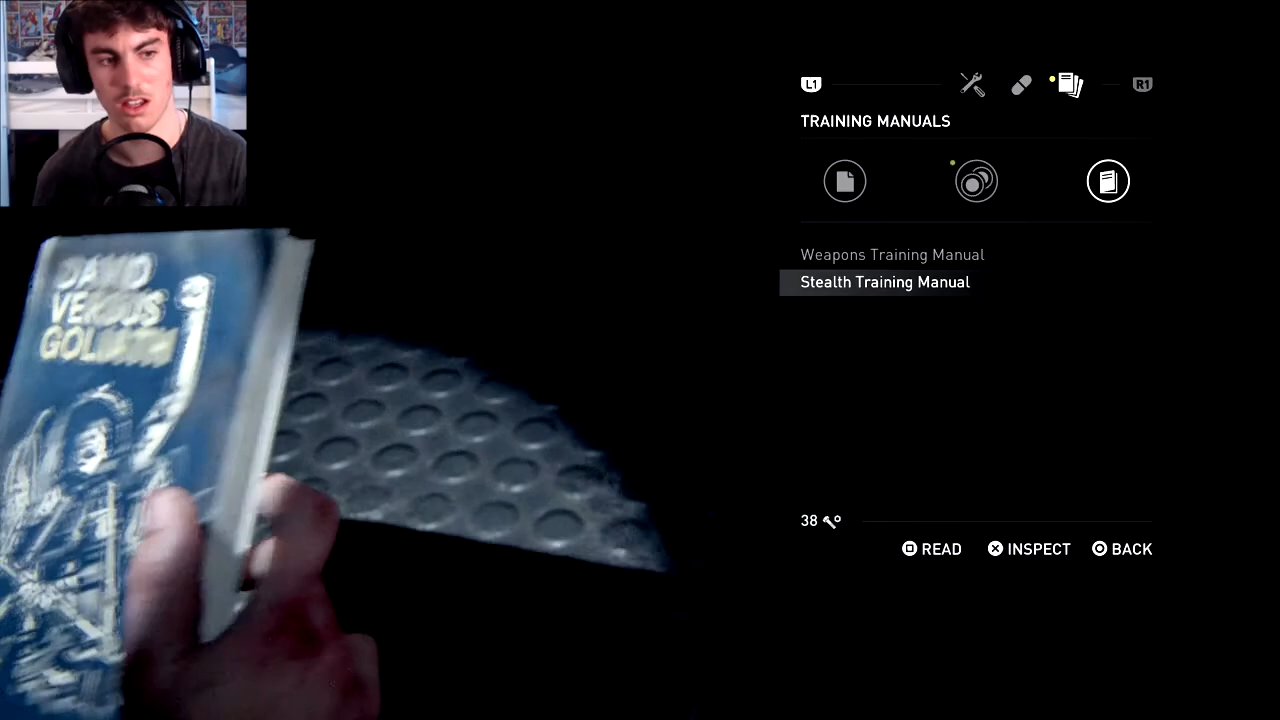 L1
R1
TRAINING MANUALS
Weapons Training Manual
Stealth Training Manual
DAVID
VERSUS
GOLIATH
38
READ
INSPECT
BACK